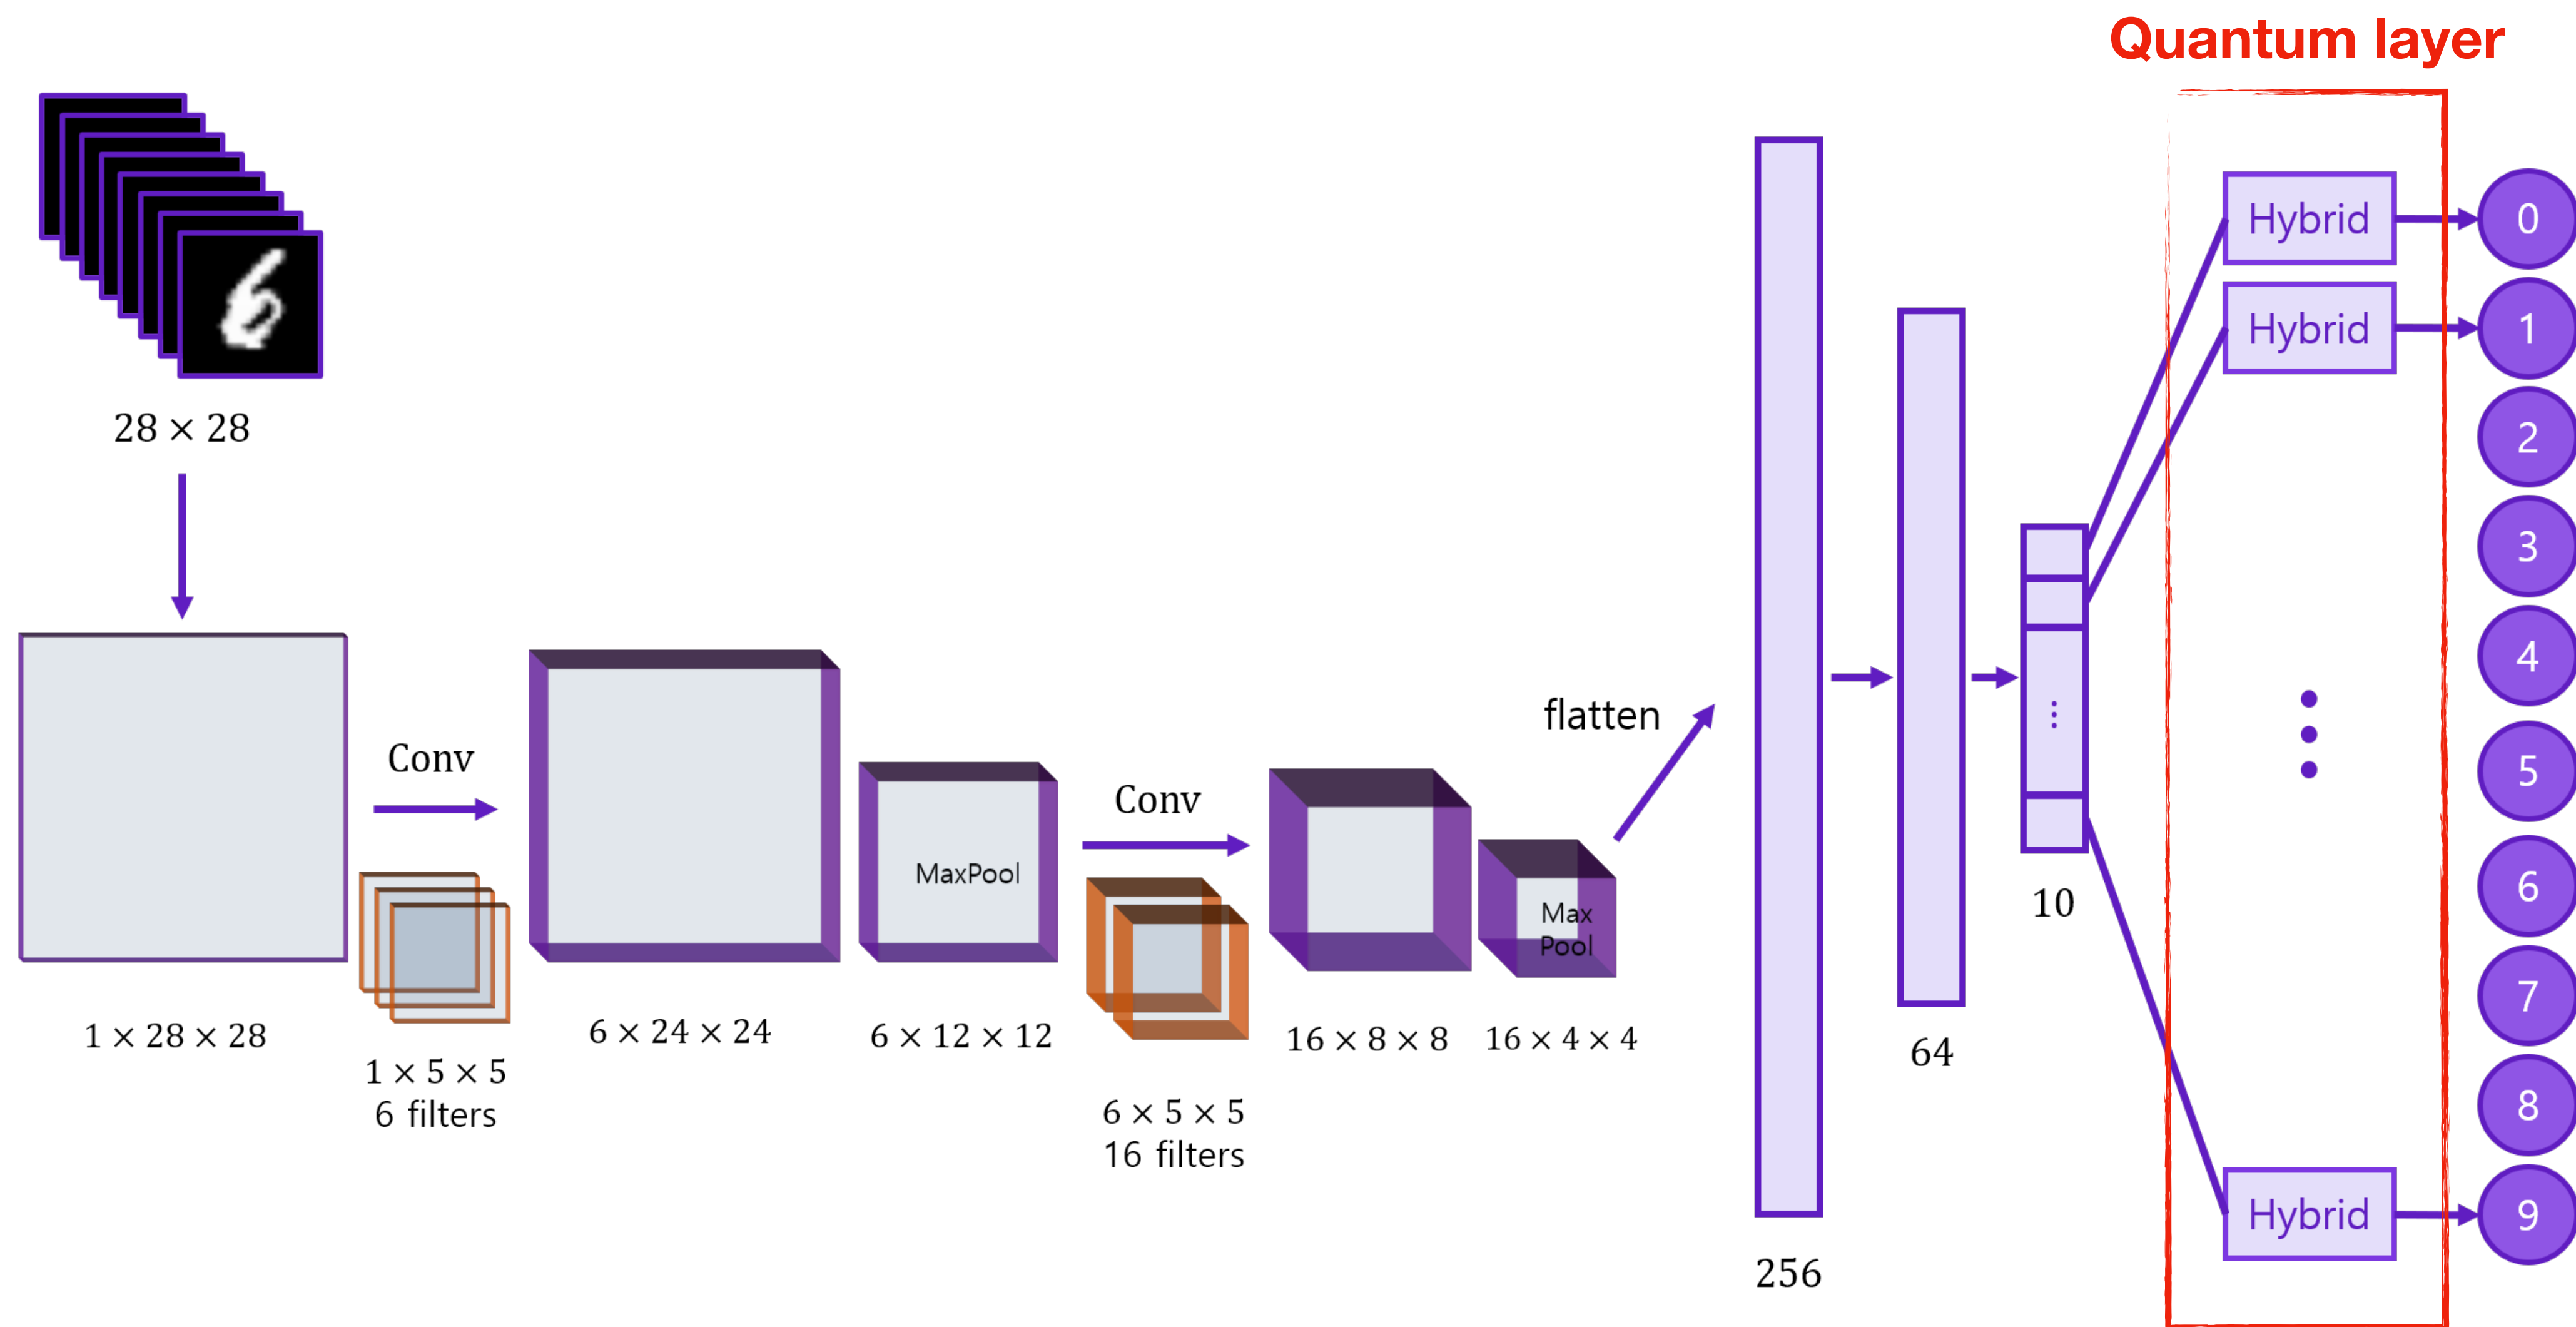 Quantum layer
28 × 28
1 × 28 × 28
Conv
1 × 5 × 5
6 filters
6 × 24 × 24
MaxPool
6 × 12 × 12
Conv
6 × 5 × 5
16 filters
16 × 8 × 8
Max
Pool
16 × 4 × 4
flatten
256
64
⋮
10
Hybrid
Hybrid
Hybrid
0
1
2
3
4
5
6
7
8
9